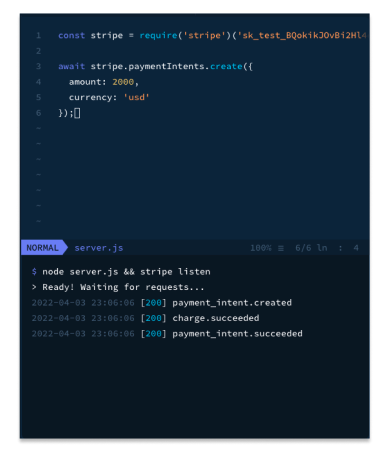 1 const stripe = require('stripe')('sk_test_BQokikJOvBi2Hl4
2
3 await stripe.paymentIntents.create({
4 amount: 2000,
5 currency: 'usd'
6 });
~
~
~
~
~
~
NORMAL server.js 100% ≡ 6/6 ln : 4
$ node server.js && stripe listen
> Ready! Waiting for requests...
2022-04-03 23:06:06 [200] payment_intent.created
2022-04-03 23:06:06 [200] charge.succeeded
2022-04-03 23:06:06 [200] payment_intent.succeeded